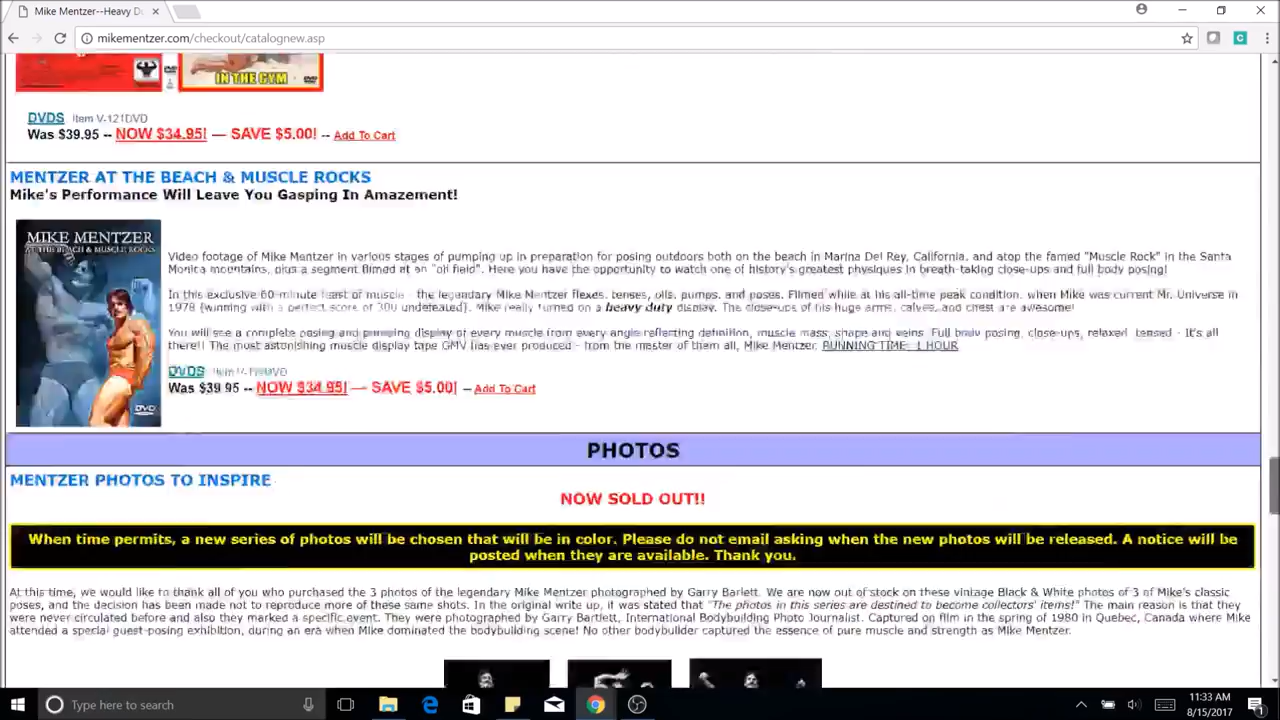 Mike Mentzer--Heavy Du
mikementzer.com/checkout/catalognew.asp
IN THE GYM
DVD
DVDS Item V-121DVD
Was $39.95 -- NOW $34.95! — SAVE $5.00! -- Add To Cart
MENTZER AT THE BEACH & MUSCLE ROCKS
Mike's Performance Will Leave You Gasping In Amazement!
MIKE MENTZER
AT THE BEACH & MUSCLE ROCKS
DVD
Video footage of Mike Mentzer in various stages of pumping up in preparation for posing outdoors both on the beach in Marina Del Rey, California, and atop the famed "Muscle Rock" in the Santa
Monica mountains, plus a segment filmed at an "oil field". Here you have the opportunity to watch one of history's greatest physiques in breath-taking close-ups and full body posing!
In this exclusive 60-minute feast of muscle the legendary Mike Mentzer flexes, tenses, oils, pumps, and poses. Filmed while at his all-time peak condition, when Mike was current Mr. Universe in
1978 (winning with a perfect score of 300 undefeated). Mike really turned on a heavy duty display. The close-ups of his huge arms, calves, and chest are awesome!
You will see a complete posing and pumping display of every muscle from every angle reflecting definition, muscle mass, shape and veins. Full body posing, close-ups, relaxed, tensed - It's all
there!! The most astonishing muscle display tape GMV has ever produced - from the master of them all, Mike Mentzer. RUNNING TIME: 1 HOUR
DVDS
Was $39.95 -- NOW $34.95! — SAVE $5.00! -- Add To Cart
PHOTOS
MENTZER PHOTOS TO INSPIRE
NOW SOLD OUT!!
When time permits, a new series of photos will be chosen that will be in color. Please do not email asking when the new photos will be released. A notice will be
posted when they are available. Thank you.
At this time, we would like to thank all of you who purchased the 3 photos of the legendary Mike Mentzer photographed by Garry Barlett. We are now out of stock on these vintage Black & White photos of 3 of Mike's classic
poses, and the decision has been made not to reproduce more of these same shots. In the original write up, it was stated that "The photos in this series are destined to become collectors' items!" The main reason is that they
were never circulated before and also they marked a specific event. They were photographed by Garry Bartlett, International Bodybuilding Photo Journalist. Captured on film in the spring of 1980 in Quebec, Canada where Mike
attended a special guest posing exhibition, during an era when Mike dominated the bodybuilding scene! No other bodybuilder captured the essence of pure muscle and strength as Mike Mentzer.
Type here to search
11:33 AM
8/15/2017